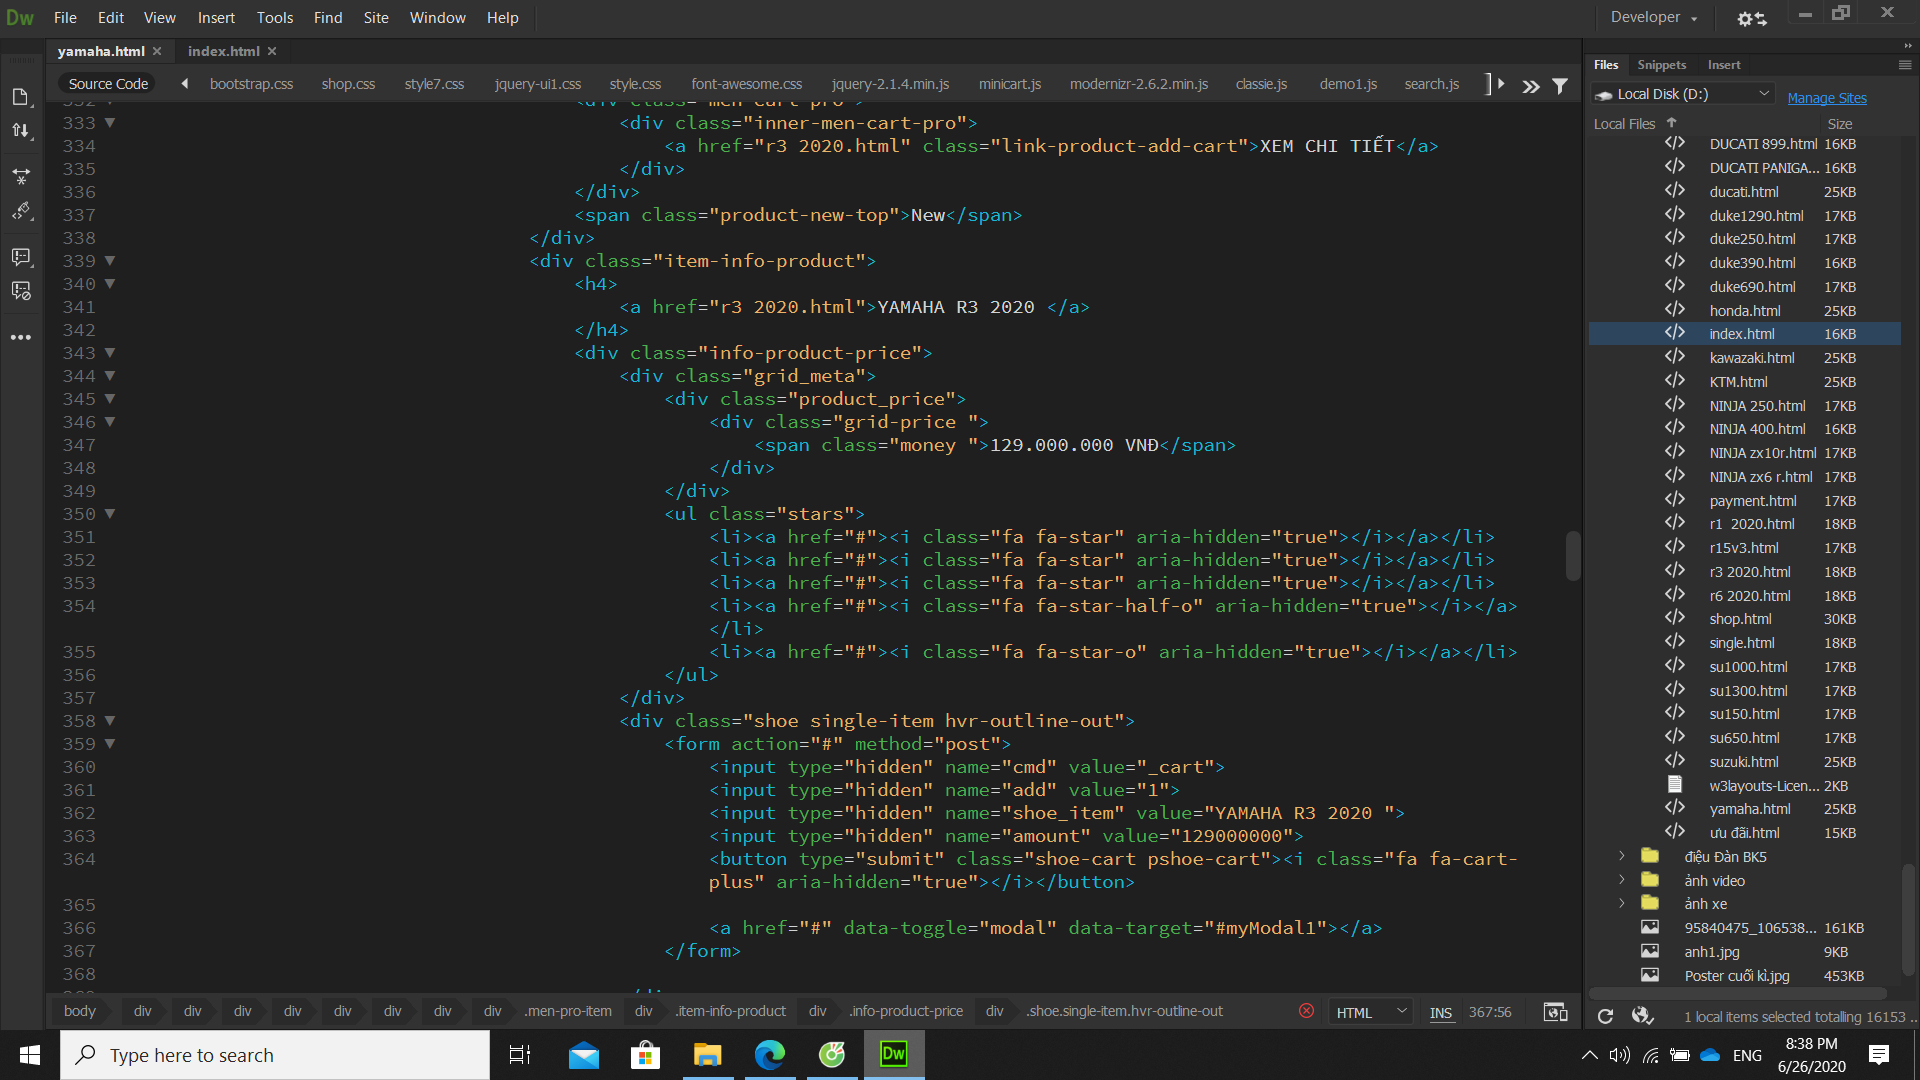 Dw File Edit View Insert Tools Find Site Window Help Developer
yamaha.html index.html
Source Code bootstrap.css shop.css style7.css jquery-ui1.css style.css font-awesome.css jquery-2.1.4.min.js minicart.js modernizr-2.6.2.min.js classie.js demo1.js search.js
332 <div class="men-cart-pro">
333 <div class="inner-men-cart-pro">
334 <a href="r3 2020.html" class="link-product-add-cart">XEM CHI TIẾT</a>
335 </div>
336 </div>
337 <span class="product-new-top">New</span>
338 </div>
339 <div class="item-info-product">
340 <h4>
341 <a href="r3 2020.html">YAMAHA R3 2020 </a>
342 </h4>
343 <div class="info-product-price">
344 <div class="grid_meta">
345 <div class="product_price">
346 <div class="grid-price ">
347 <span class="money ">129.000.000 VNĐ</span>
348 </div>
349 </div>
350 <ul class="stars">
351 <li><a href="#"><i class="fa fa-star" aria-hidden="true"></i></a></li>
352 <li><a href="#"><i class="fa fa-star" aria-hidden="true"></i></a></li>
353 <li><a href="#"><i class="fa fa-star" aria-hidden="true"></i></a></li>
354 <li><a href="#"><i class="fa fa-star-half-o" aria-hidden="true"></i></a>
</li>
355 <li><a href="#"><i class="fa fa-star-o" aria-hidden="true"></i></a></li>
356 </ul>
357 </div>
358 <div class="shoe single-item hvr-outline-out">
359 <form action="#" method="post">
360 <input type="hidden" name="cmd" value="_cart">
361 <input type="hidden" name="add" value="1">
362 <input type="hidden" name="shoe_item" value="YAMAHA R3 2020 ">
363 <input type="hidden" name="amount" value="129000000">
364 <button type="submit" class="shoe-cart pshoe-cart"><i class="fa fa-cart-
plus" aria-hidden="true"></i></button>
365
366 <a href="#" data-toggle="modal" data-target="#myModal1"></a>
367 </form>
368
body div div div div div div div div .men-pro-item div .item-info-product div .info-product-price div .shoe.single-item.hvr-outline-out HTML INS 367:56
Files Snippets Insert
Local Disk (D:) Manage Sites
Local Files Size
DUCATI 899.html 16KB
DUCATI PANIGA... 16KB
ducati.html 25KB
duke1290.html 17KB
duke250.html 17KB
duke390.html 16KB
duke690.html 17KB
honda.html 25KB
index.html 16KB
kawazaki.html 25KB
KTM.html 25KB
NINJA 250.html 17KB
NINJA 400.html 16KB
NINJA zx10r.html 17KB
NINJA zx6 r.html 17KB
payment.html 17KB
r1  2020.html 18KB
r15v3.html 17KB
r3 2020.html 18KB
r6 2020.html 18KB
shop.html 30KB
single.html 18KB
su1000.html 17KB
su1300.html 17KB
su150.html 17KB
su650.html 17KB
suzuki.html 25KB
w3layouts-Licen... 2KB
yamaha.html 25KB
ưu đãi.html 15KB
điệu Đàn BK5
ảnh video
ảnh xe
95840475_106538... 161KB
anh1.jpg 9KB
Poster cuối kì.jpg 453KB
1 local items selected totalling 16153 ..
Type here to search
Dw
ENG
8:38 PM
6/26/2020